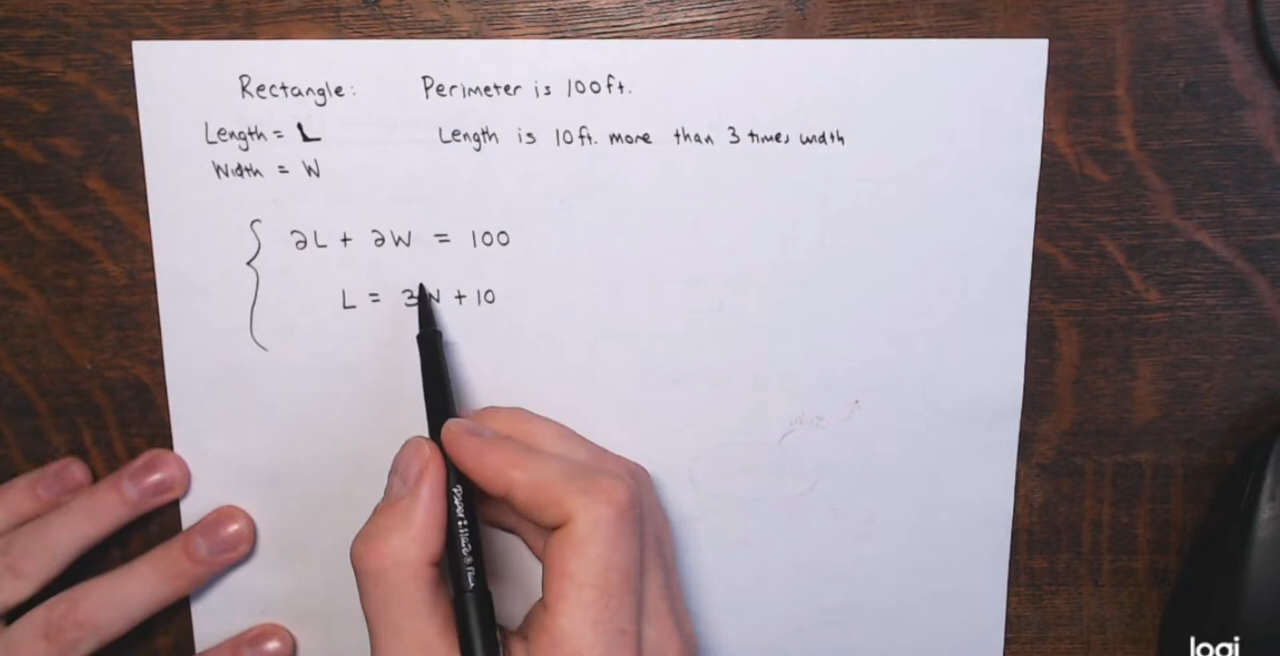 Rectangle: Perimeter is 100ft.
Length = L Length is 10ft. more than 3 times width
Width = W
2L + 2W = 100
L = 3W + 10
logi